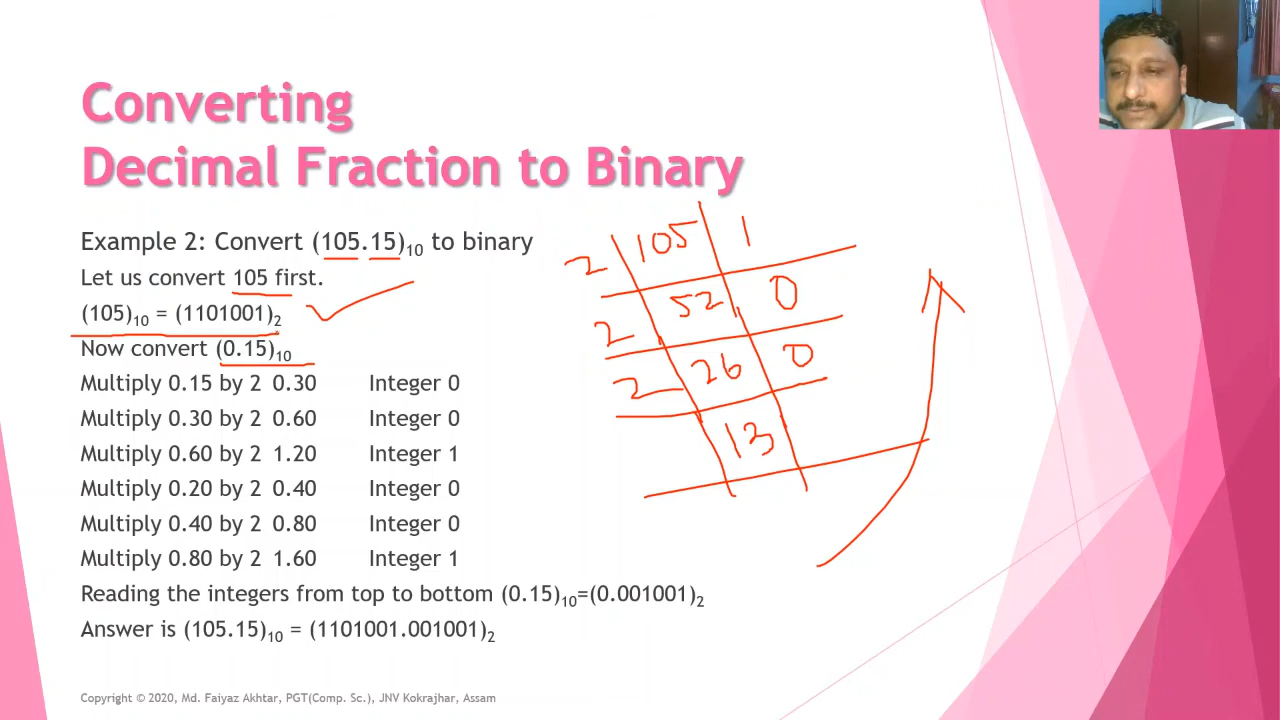 Converting
Decimal Fraction to Binary
Example 2: Convert (105.15)₁₀ to binary
Let us convert 105 first.
(105)₁₀ = (1101001)₂
Now convert (0.15)₁₀
Multiply 0.15 by 2 0.30 Integer 0
Multiply 0.30 by 2 0.60 Integer 0
Multiply 0.60 by 2 1.20 Integer 1
Multiply 0.20 by 2 0.40 Integer 0
Multiply 0.40 by 2 0.80 Integer 0
Multiply 0.80 by 2 1.60 Integer 1
Reading the integers from top to bottom (0.15)₁₀=(0.001001)₂
Answer is (105.15)₁₀ = (1101001.001001)₂
2 105 1
2 52 0
2 26 0
13
Copyright © 2020, Md. Faiyaz Akhtar, PGT(Comp. Sc.), JNV Kokrajhar, Assam